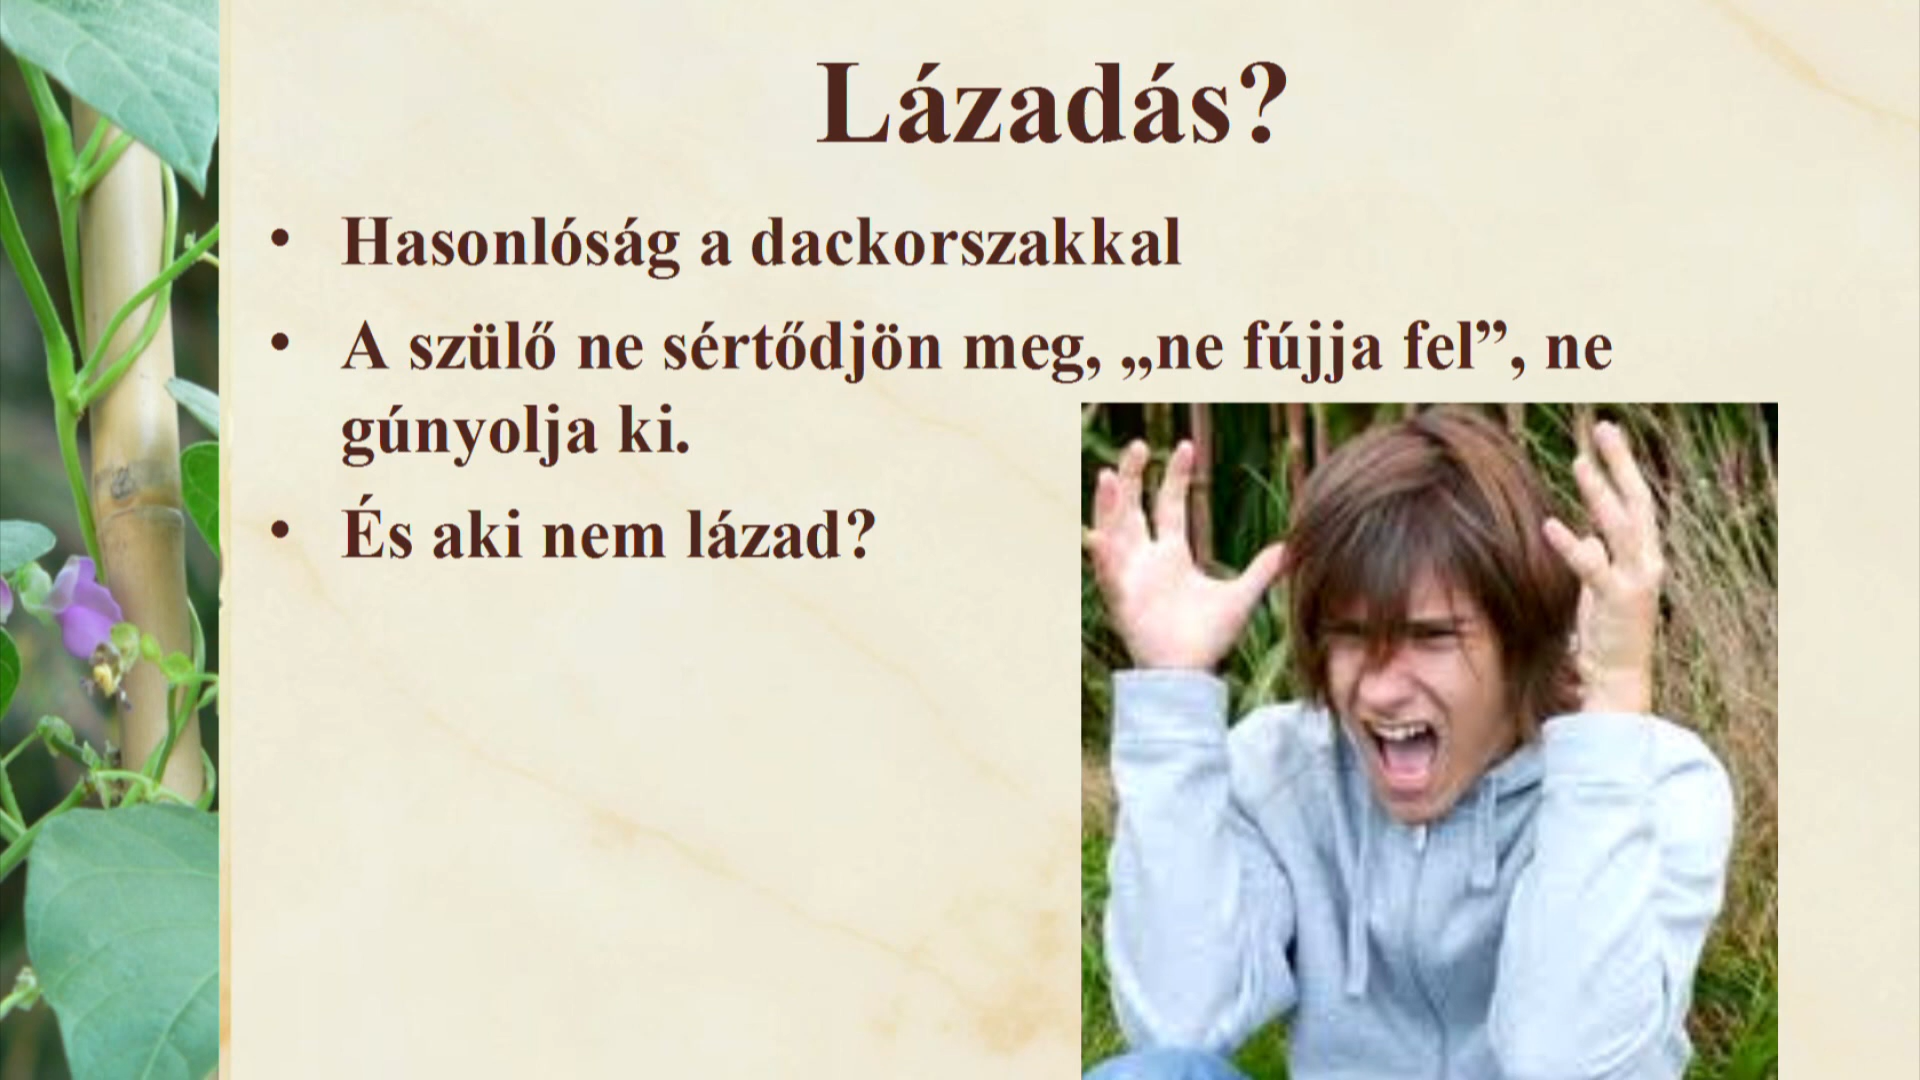 Lázadás?
• Hasonlóság a dackorszakkal
• A szülő ne sértődjön meg, „ne fújja fel”, ne
gúnyolja ki.
• És aki nem lázad?